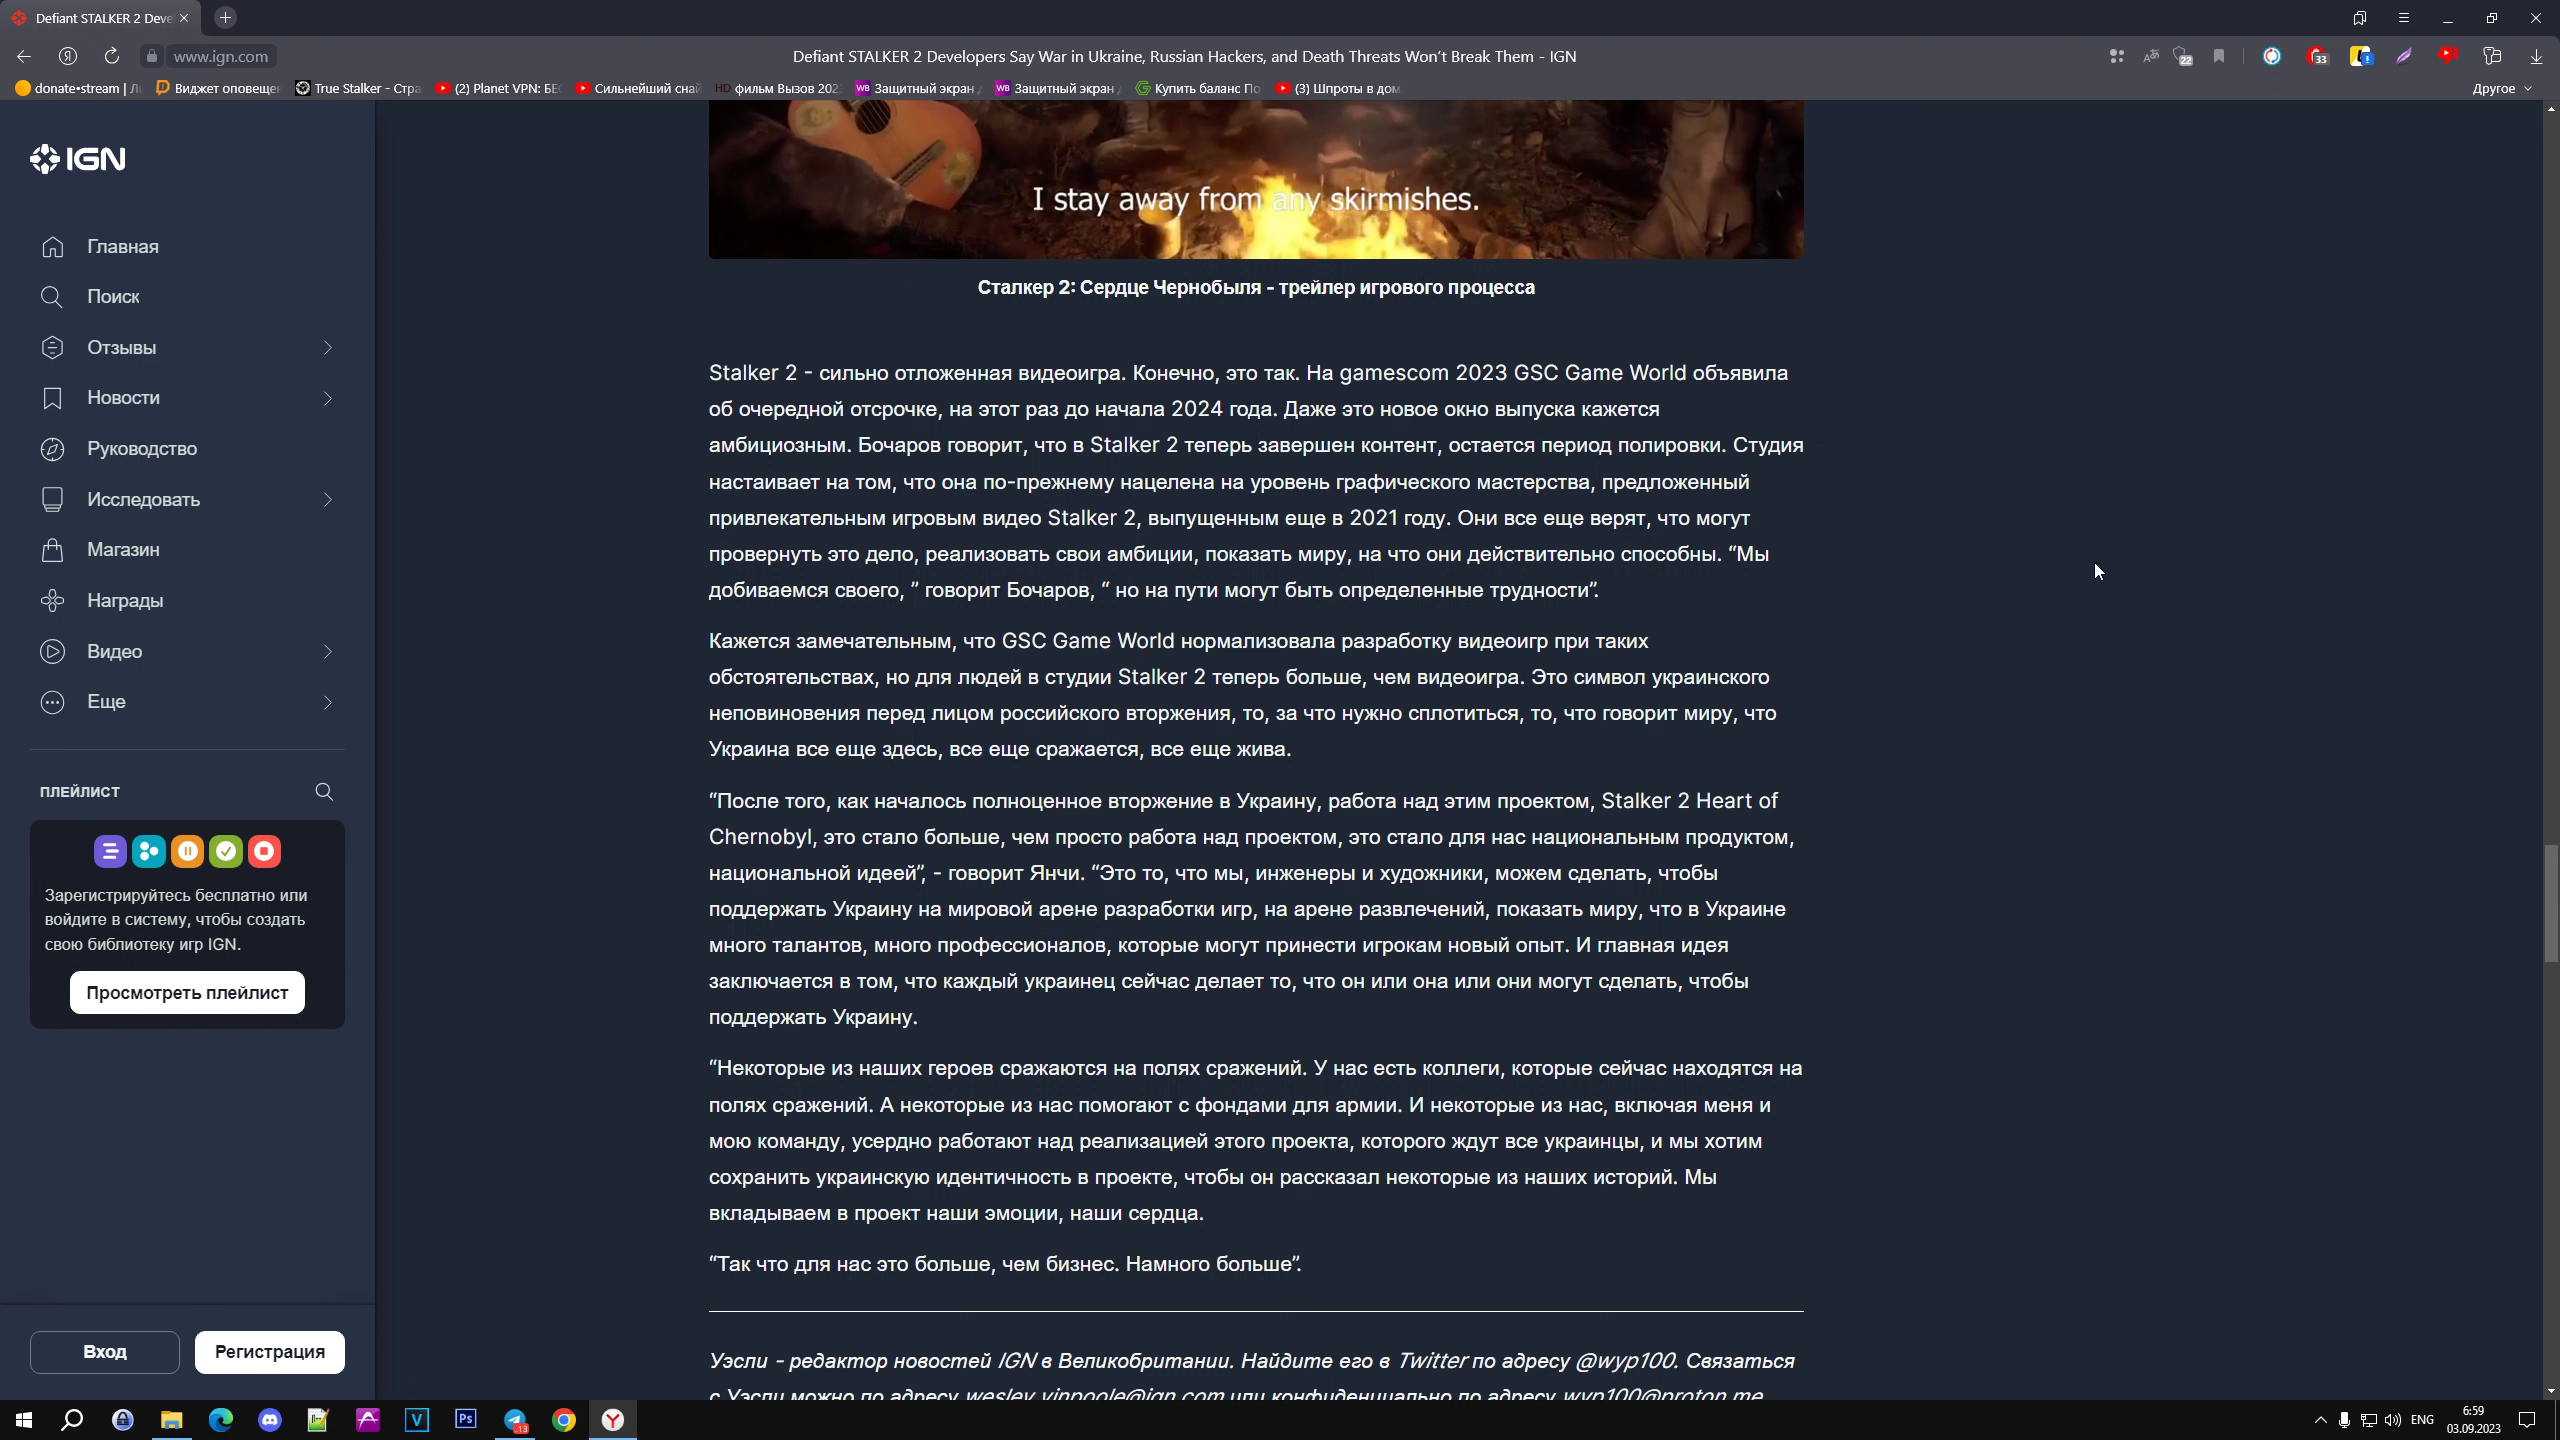 Defiant STALKER 2 Deve
www.ign.com
Defiant STALKER 2 Developers Say War in Ukraine, Russian Hackers, and Death Threats Won't Break Them - IGN
22
33
donate•stream | Л
Виджет оповещен
True Stalker - Стра
(2) Planet VPN: БЕ
Сильнейший снай
HD фильм Вызов 202
WB Защитный экран
WB Защитный экран
Купить баланс По
(3) Шпроты в дом
Другое
IGN
Главная
Поиск
Отзывы
Новости
Руководство
Исследовать
Магазин
Награды
Видео
Еще
ПЛЕЙЛИСТ
Зарегистрируйтесь бесплатно или
войдите в систему, чтобы создать
свою библиотеку игр IGN.
Просмотреть плейлист
Вход
Регистрация
I stay away from any skirmishes.
Сталкер 2: Сердце Чернобыля - трейлер игрового процесса
Stalker 2 - сильно отложенная видеоигра. Конечно, это так. На gamescom 2023 GSC Game World объявила
об очередной отсрочке, на этот раз до начала 2024 года. Даже это новое окно выпуска кажется
амбициозным. Бочаров говорит, что в Stalker 2 теперь завершен контент, остается период полировки. Студия
настаивает на том, что она по-прежнему нацелена на уровень графического мастерства, предложенный
привлекательным игровым видео Stalker 2, выпущенным еще в 2021 году. Они все еще верят, что могут
провернуть это дело, реализовать свои амбиции, показать миру, на что они действительно способны. “Мы
добиваемся своего, ” говорит Бочаров, “ но на пути могут быть определенные трудности”.
Кажется замечательным, что GSC Game World нормализовала разработку видеоигр при таких
обстоятельствах, но для людей в студии Stalker 2 теперь больше, чем видеоигра. Это символ украинского
неповиновения перед лицом российского вторжения, то, за что нужно сплотиться, то, что говорит миру, что
Украина все еще здесь, все еще сражается, все еще жива.
“После того, как началось полноценное вторжение в Украину, работа над этим проектом, Stalker 2 Heart of
Chernobyl, это стало больше, чем просто работа над проектом, это стало для нас национальным продуктом,
национальной идеей”, - говорит Янчи. “Это то, что мы, инженеры и художники, можем сделать, чтобы
поддержать Украину на мировой арене разработки игр, на арене развлечений, показать миру, что в Украине
много талантов, много профессионалов, которые могут принести игрокам новый опыт. И главная идея
заключается в том, что каждый украинец сейчас делает то, что он или она или они могут сделать, чтобы
поддержать Украину.
“Некоторые из наших героев сражаются на полях сражений. У нас есть коллеги, которые сейчас находятся на
полях сражений. А некоторые из нас помогают с фондами для армии. И некоторые из нас, включая меня и
мою команду, усердно работают над реализацией этого проекта, которого ждут все украинцы, и мы хотим
сохранить украинскую идентичность в проекте, чтобы он рассказал некоторые из наших историй. Мы
вкладываем в проект наши эмоции, наши сердца.
“Так что для нас это больше, чем бизнес. Намного больше”.
Уэсли - редактор новостей IGN в Великобритании. Найдите его в Twitter по адресу @wyp100. Связаться
с Уэсли можно по адресу wesley_yinpoole@ign.com или конфиденциально по адресу wyp100@proton.me
13
ENG
6:59
03.09.2023